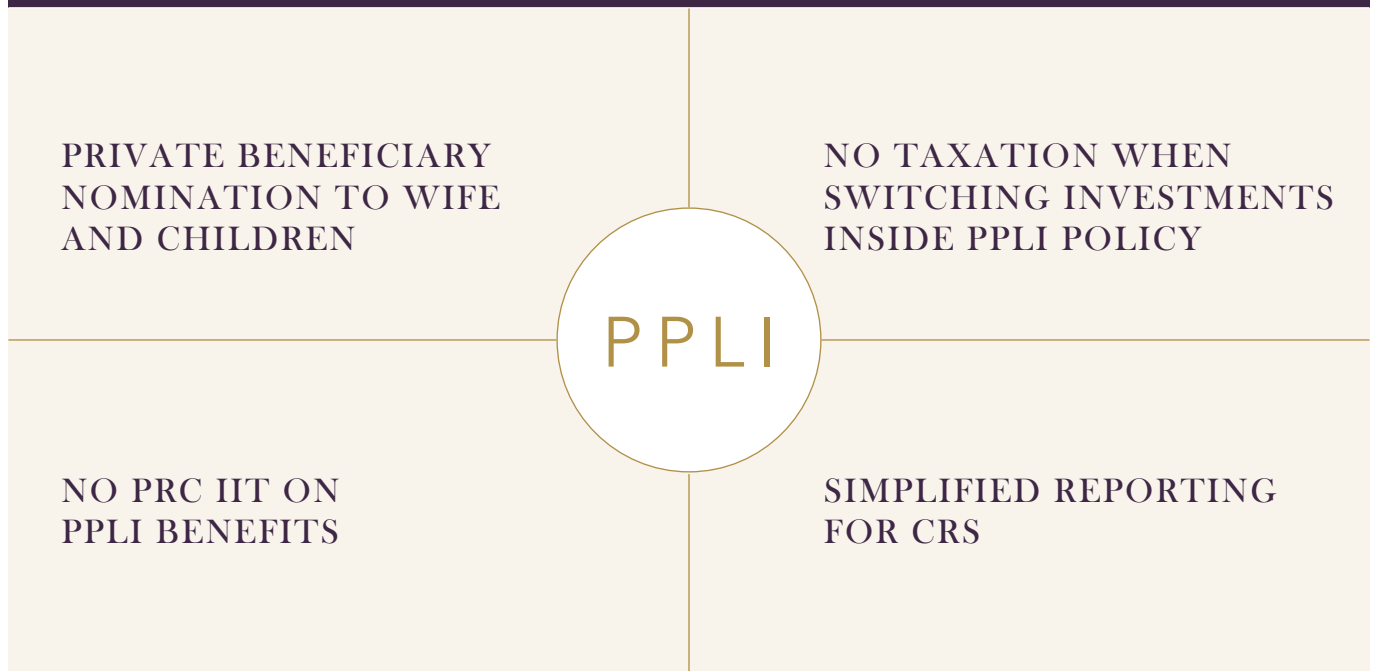 PRIVATE BENEFICIARY
NOMINATION TO WIFE
AND CHILDREN
NO TAXATION WHEN
SWITCHING INVESTMENTS
INSIDE PPLI POLICY
PPLI
NO PRC IIT ON
PPLI BENEFITS
SIMPLIFIED REPORTING
FOR CRS